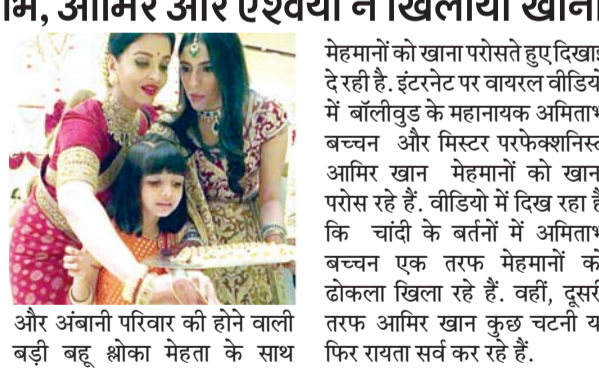 भ, आमिर और ऐश्वर्या ने खिलाया खाना
और अंबानी परिवार की होने वाली
बड़ी बहू श्लोका मेहता के साथ
मेहमानों को खाना परोसते हुए दिखाइ
दे रही है. इंटरनेट पर वायरल वीडियो
में बॉलीवुड के महानायक अमिताभ
बच्चन और मिस्टर परफेक्शनिस्ट
आमिर खान मेहमानों को खान
परोस रहे हैं. वीडियो में दिख रहा है
कि चांदी के बर्तनों में अमिताभ
बच्चन एक तरफ मेहमानों को
ढोकला खिला रहे हैं. वहीं, दूसरी
तरफ आमिर खान कुछ चटनी य
फिर रायता सर्व कर रहे हैं.